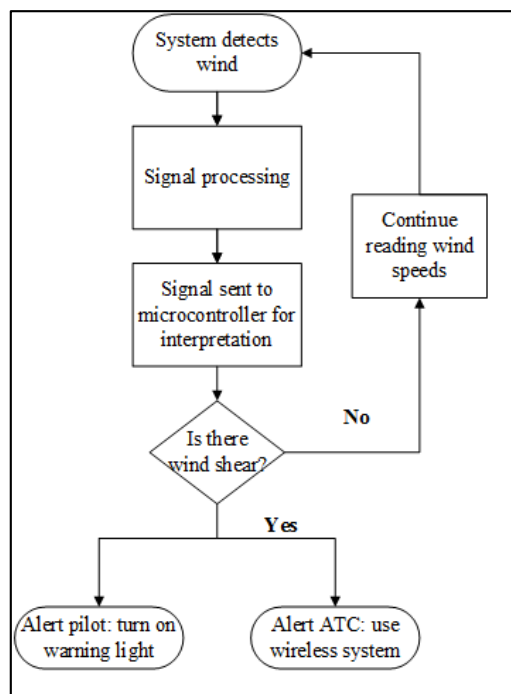 System detects
wind
Signal processing
Continue
reading wind
speeds
Signal sent to
microcontroller for
interpretation
No
Is there
wind shear?
Yes
Alert pilot: turn on
warning light
Alert ATC: use
wireless system